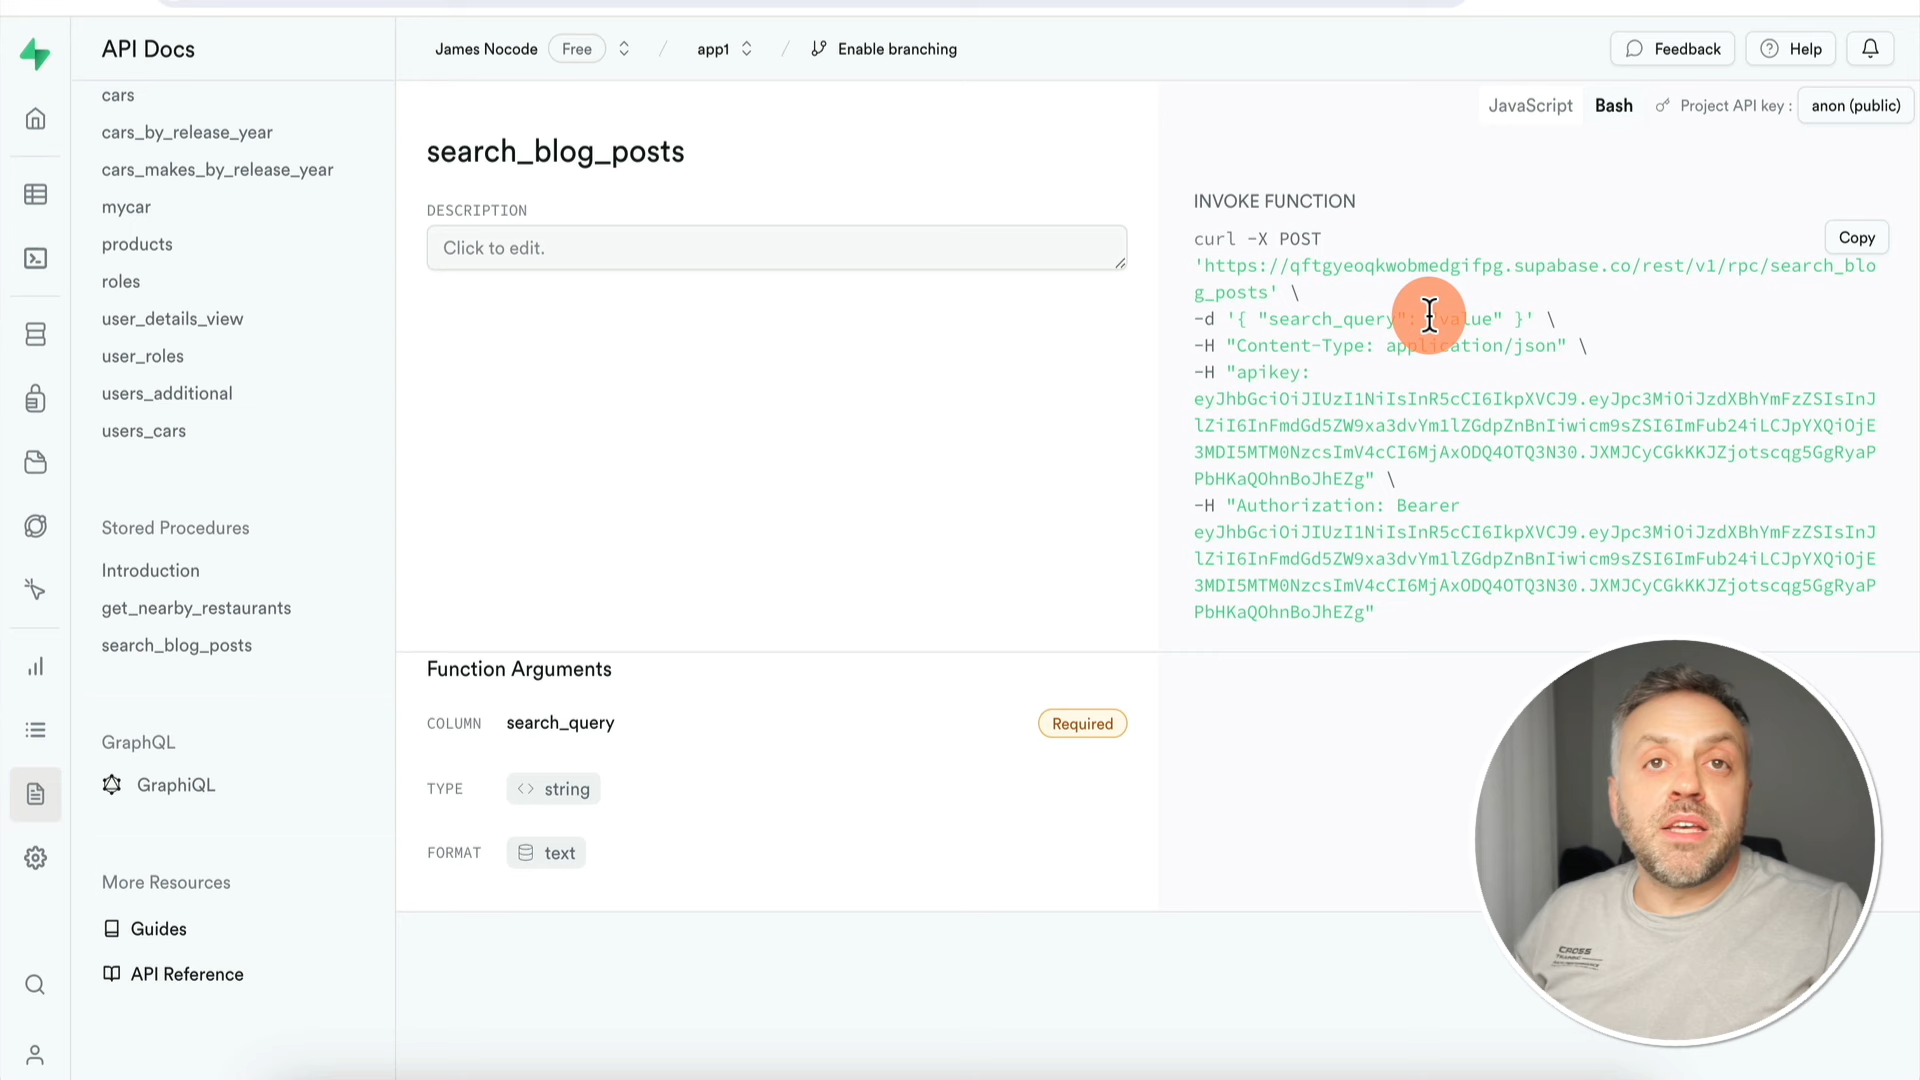 API Docs
James Nocode Free / app1 / Enable branching
Feedback Help
cars
cars_by_release_year
cars_makes_by_release_year
mycar
products
roles
user_details_view
user_roles
users_additional
users_cars
Stored Procedures
Introduction
get_nearby_restaurants
search_blog_posts
GraphQL
GraphiQL
More Resources
Guides
API Reference
search_blog_posts
DESCRIPTION
Click to edit.
JavaScript Bash Project API key : anon (public)
INVOKE FUNCTION
Copy
curl -X POST
'https://qftgyeoqkwobmedgifpg.supabase.co/rest/v1/rpc/search_blo
g_posts' \
-d '{ "search_query": "value" }' \
-H "Content-Type: application/json" \
-H "apikey:
eyJhbGciOiJIUzI1NiIsInR5cCI6IkpXVCJ9.eyJpc3MiOiJzdXBhYmFzZSIsInJ
lZiI6InFmdGd5ZW9xa3dvYm1lZGdpZnBnIiwicm9sZSI6ImFub24iLCJpYXQiOjE
3MDI5MTM0NzcsImV4cCI6MjAxODQ4OTQ3N30.JXMJCyCGkKKJZjotscqg5GgRyaP
PbHKaQOhnBoJhEZg" \
-H "Authorization: Bearer
eyJhbGciOiJIUzI1NiIsInR5cCI6IkpXVCJ9.eyJpc3MiOiJzdXBhYmFzZSIsInJ
lZiI6InFmdGd5ZW9xa3dvYm1lZGdpZnBnIiwicm9sZSI6ImFub24iLCJpYXQiOjE
3MDI5MTM0NzcsImV4cCI6MjAxODQ4OTQ3N30.JXMJCyCGkKKJZjotscqg5GgRyaP
PbHKaQOhnBoJhEZg"
Function Arguments
COLUMN search_query Required
TYPE string
FORMAT text
CROSS